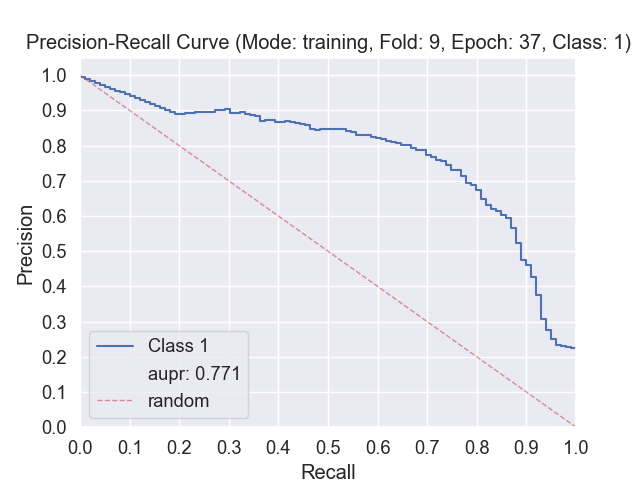 Precision-Recall Curve (Mode: training, Fold: 9, Epoch: 37, Class: 1)
1.0
0.9
0.8
0.7
0.6
0.5
0.4
0.3
0.2
0.1
0.0
Precision
Class 1
aupr: 0.771
random
0.0 0.1 0.2 0.3 0.4 0.5 0.6 0.7 0.8 0.9 1.0
Recall